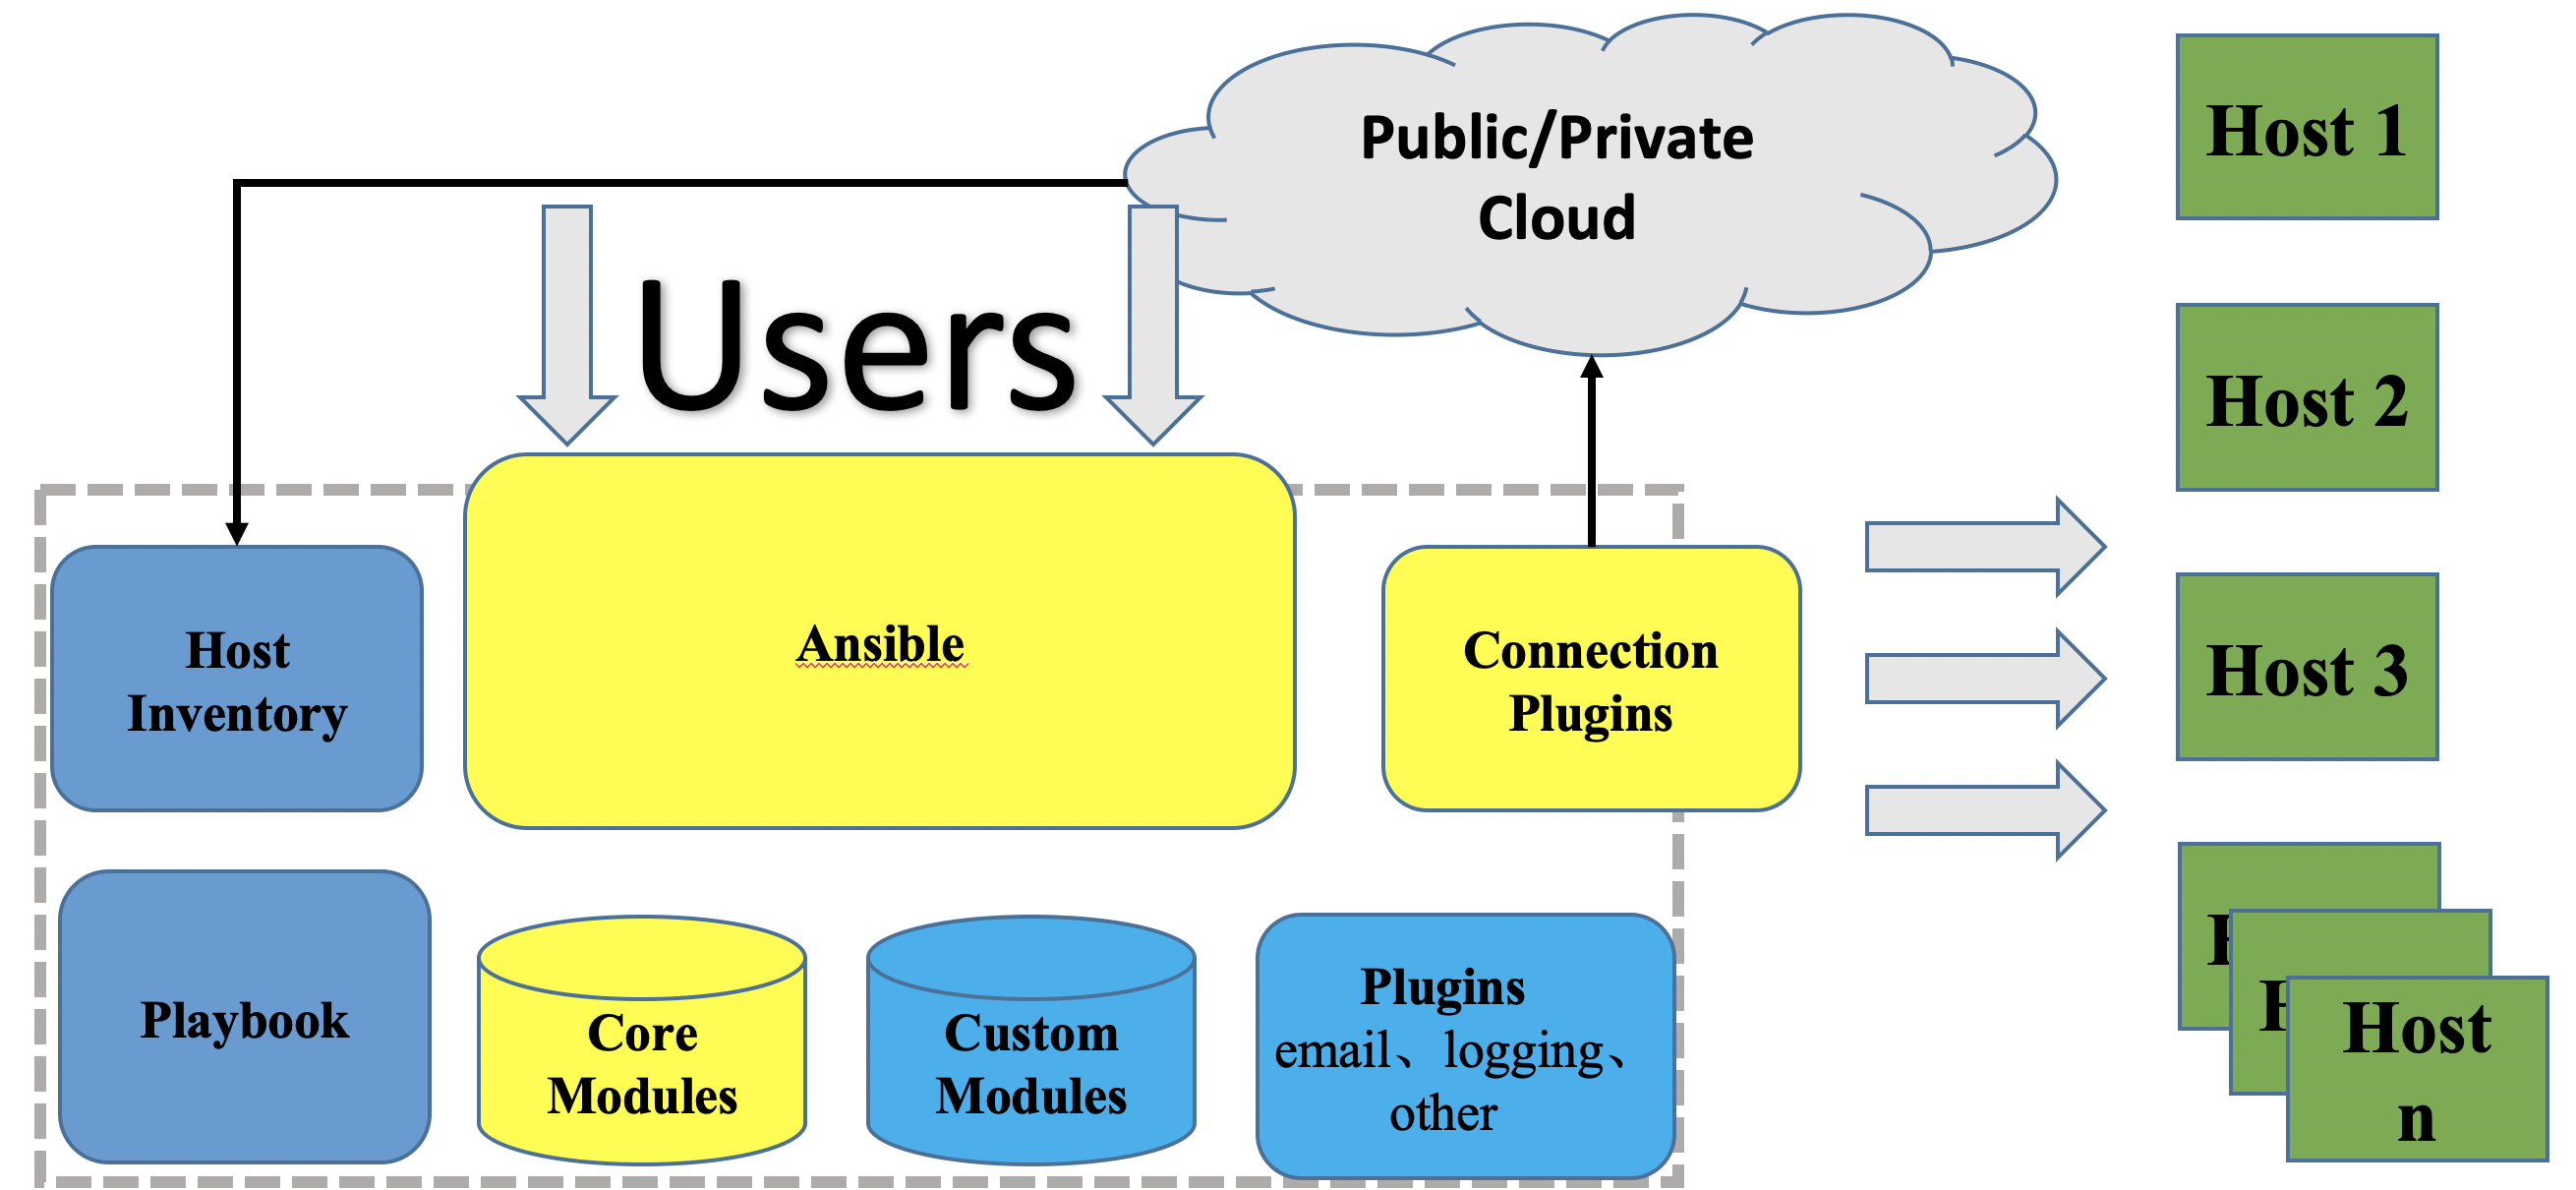 Public/Private
Cloud
Host 1
Users
Host 2
Host
Inventory
Ansible
Connection
Plugins
Host 3
Playbook
Core
Modules
Custom
Modules
Plugins
email、logging、
other
Host
n